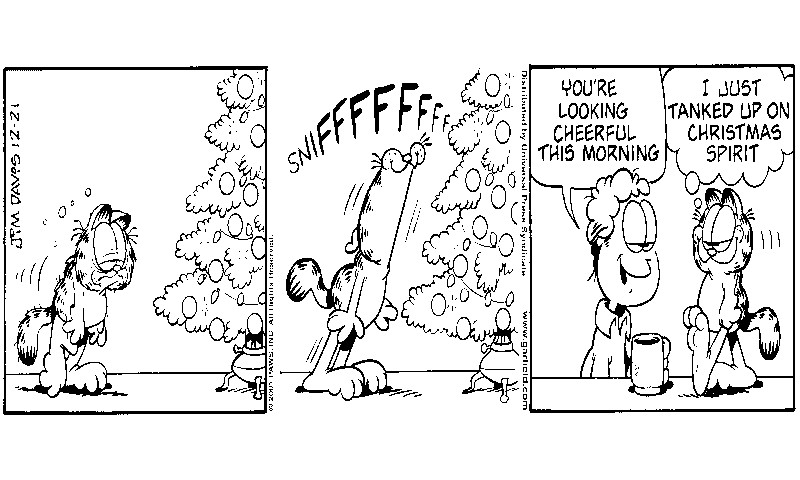 JIM DAVIS 12-21
© 2001 PAWS, INC. All Rights Reserved.
SNIFFFFFFFF
Distributed by Universal Press Syndicate
www.garfield.com
YOU'RE
LOOKING
CHEERFUL
THIS MORNING
I JUST
TANKED UP ON
CHRISTMAS
SPIRIT